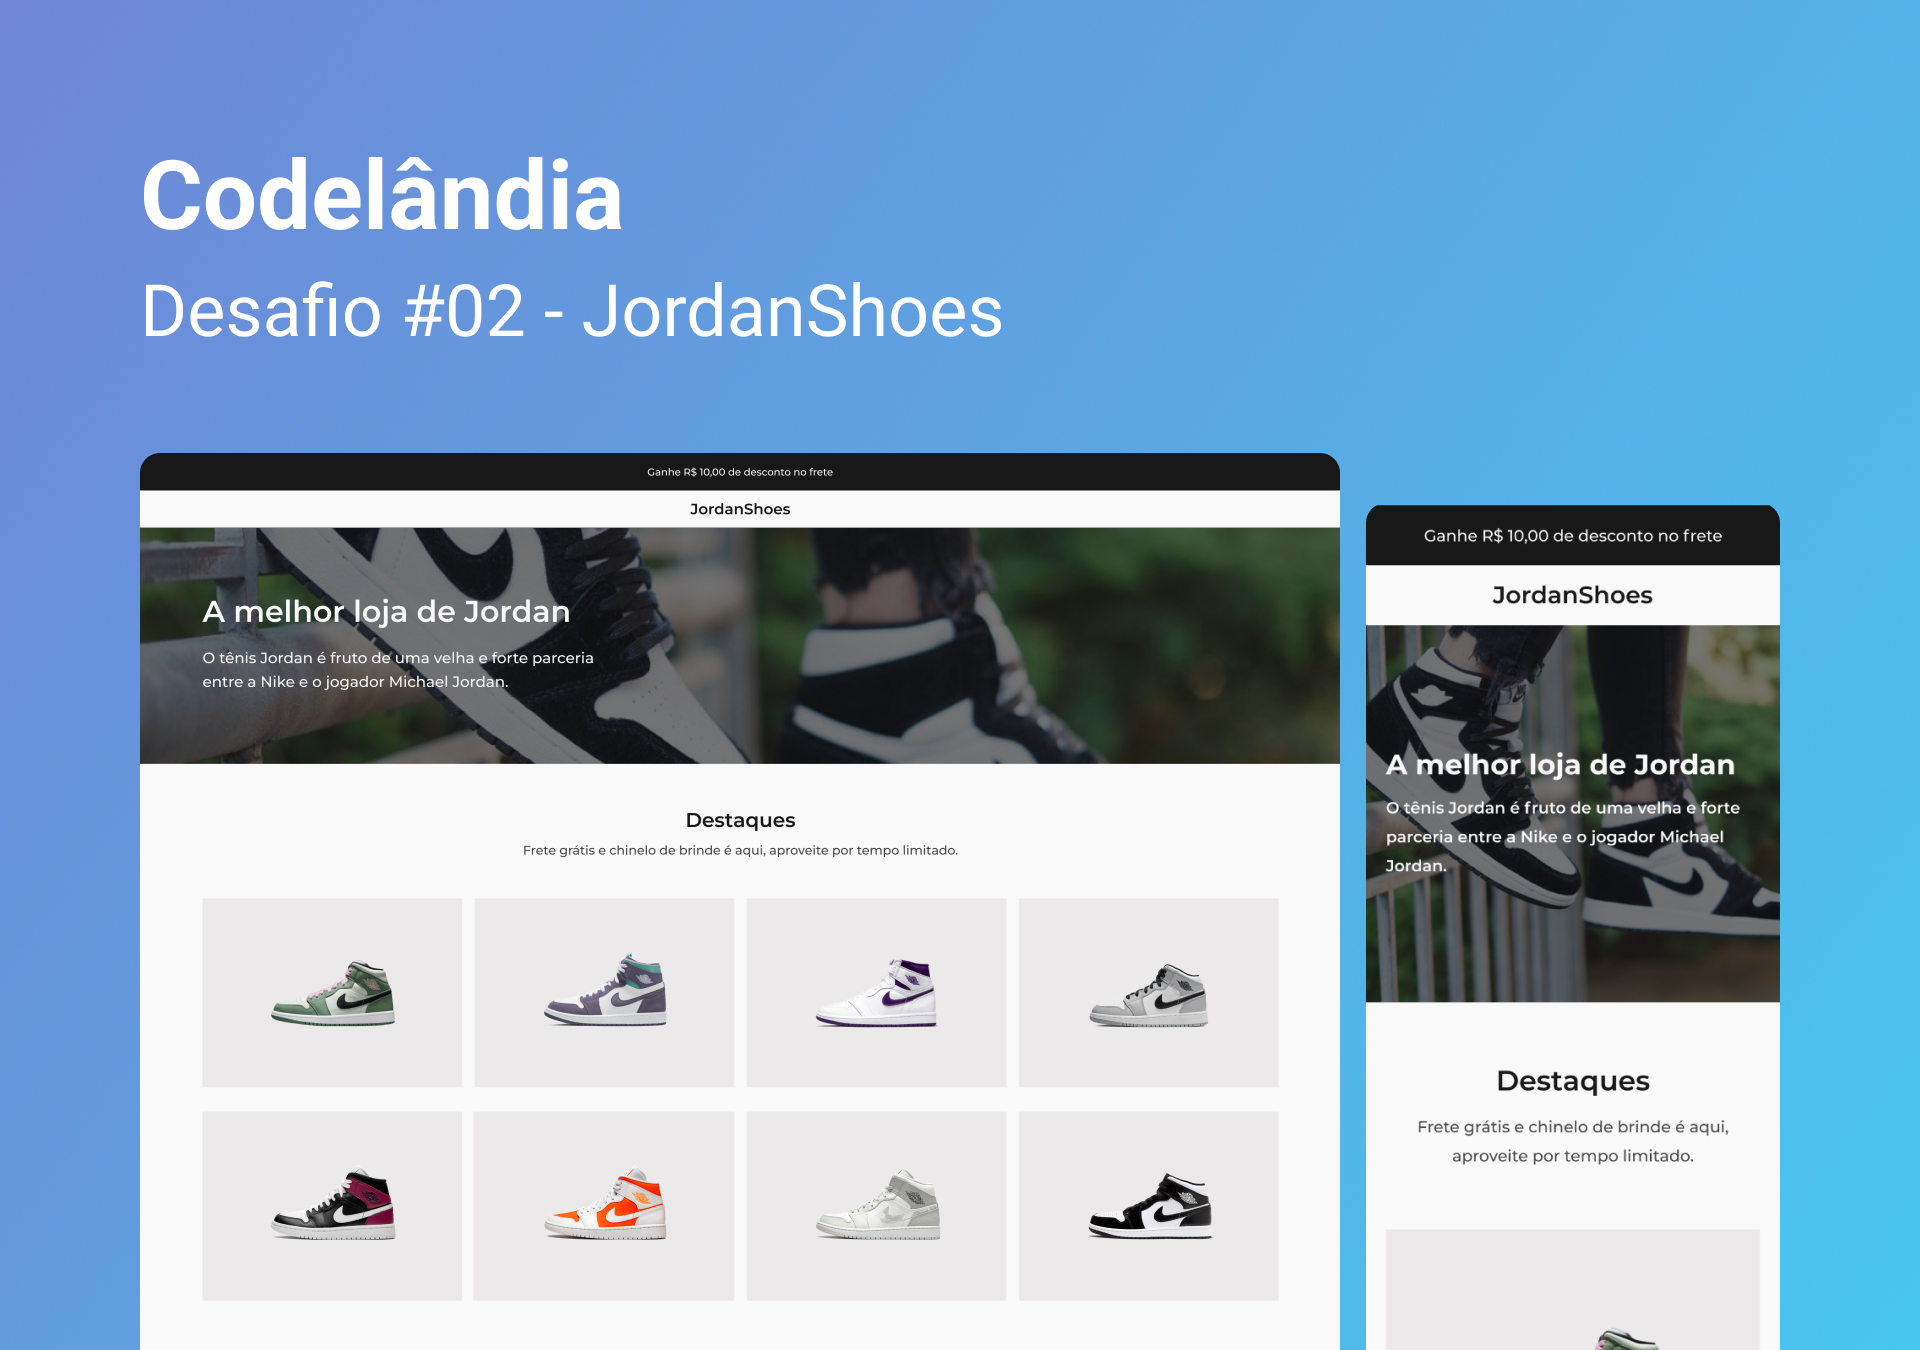 Codelândia
Desafio #02 - JordanShoes
Ganhe R$ 10,00 de desconto no frete
JordanShoes
A melhor loja de Jordan
O tênis Jordan é fruto de uma velha e forte parceria
entre a Nike e o jogador Michael Jordan.
Destaques
Frete grátis e chinelo de brinde é aqui, aproveite por tempo limitado.
Ganhe R$ 10,00 de desconto no frete
JordanShoes
A melhor loja de Jordan
O tênis Jordan é fruto de uma velha e forte
parceria entre a Nike e o jogador Michael
Jordan.
Destaques
Frete grátis e chinelo de brinde é aqui,
aproveite por tempo limitado.